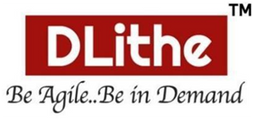 TM
DLithe
Be Agile..Be in Demand